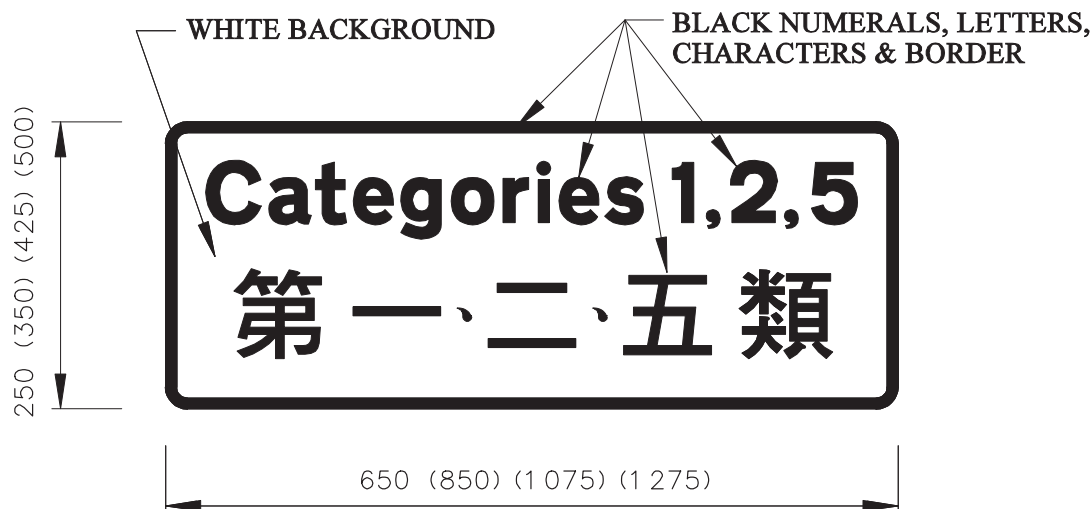 WHITE BACKGROUND
BLACK NUMERALS, LETTERS,
CHARACTERS & BORDER
Categories 1,2,5
第一、二、五類
250 (350) (425) (500)
650 (850) (1 075) (1 275)